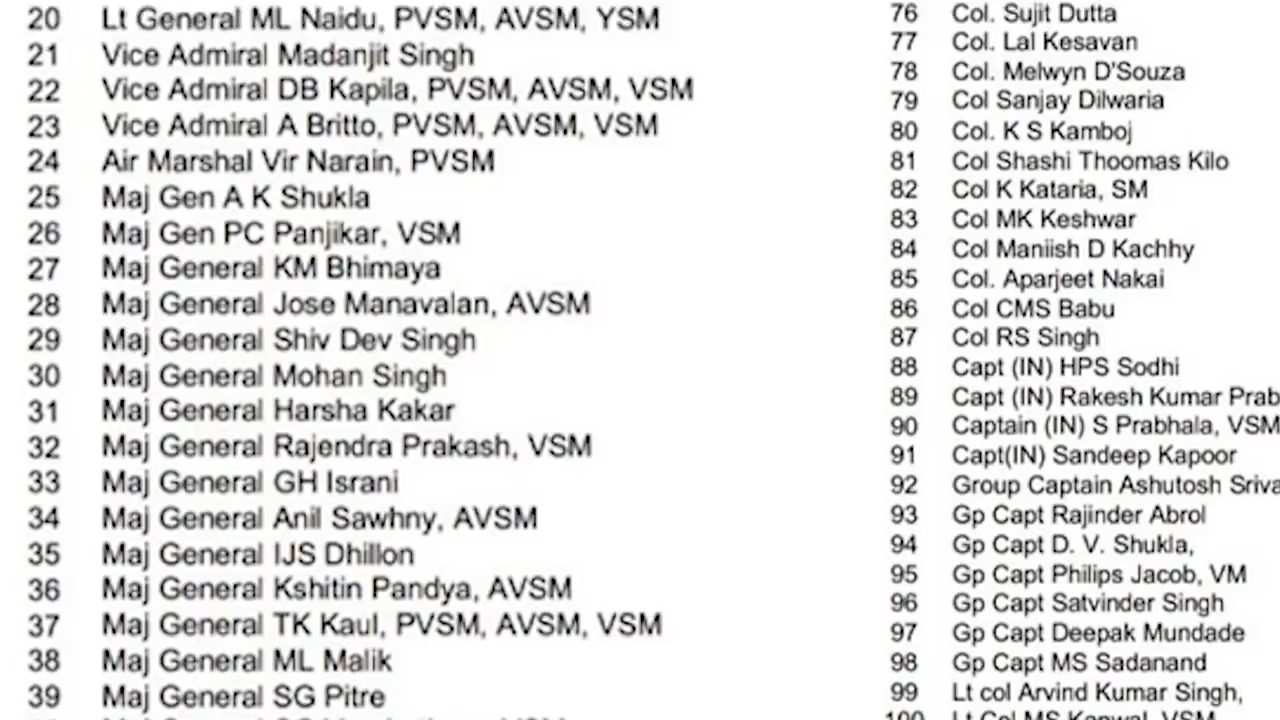 20 Lt General ML Naidu, PVSM, AVSM, YSM
21 Vice Admiral Madanjit Singh
22 Vice Admiral DB Kapila, PVSM, AVSM, VSM
23 Vice Admiral A Britto, PVSM, AVSM, VSM
24 Air Marshal Vir Narain, PVSM
25 Maj Gen A K Shukla
26 Maj Gen PC Panjikar, VSM
27 Maj General KM Bhimaya
28 Maj General Jose Manavalan, AVSM
29 Maj General Shiv Dev Singh
30 Maj General Mohan Singh
31 Maj General Harsha Kakar
32 Maj General Rajendra Prakash, VSM
33 Maj General GH Israni
34 Maj General Anil Sawhny, AVSM
35 Maj General IJS Dhillon
36 Maj General Kshitin Pandya, AVSM
37 Maj General TK Kaul, PVSM, AVSM, VSM
38 Maj General ML Malik
39 Maj General SG Pitre
76 Col. Sujit Dutta
77 Col. Lal Kesavan
78 Col. Melwyn D'Souza
79 Col Sanjay Dilwaria
80 Col. K S Kamboj
81 Col Shashi Thoomas Kilo
82 Col K Kataria, SM
83 Col MK Keshwar
84 Col Maniish D Kachhy
85 Col. Aparjeet Nakai
86 Col CMS Babu
87 Col RS Singh
88 Capt (IN) HPS Sodhi
89 Capt (IN) Rakesh Kumar Prab
90 Captain (IN) S Prabhala, VSM
91 Capt(IN) Sandeep Kapoor
92 Group Captain Ashutosh Sriva
93 Gp Capt Rajinder Abrol
94 Gp Capt D. V. Shukla,
95 Gp Capt Philips Jacob, VM
96 Gp Capt Satvinder Singh
97 Gp Capt Deepak Mundade
98 Gp Capt MS Sadanand
99 Lt col Arvind Kumar Singh,
100 Lt Col MS Kanwal, VSM